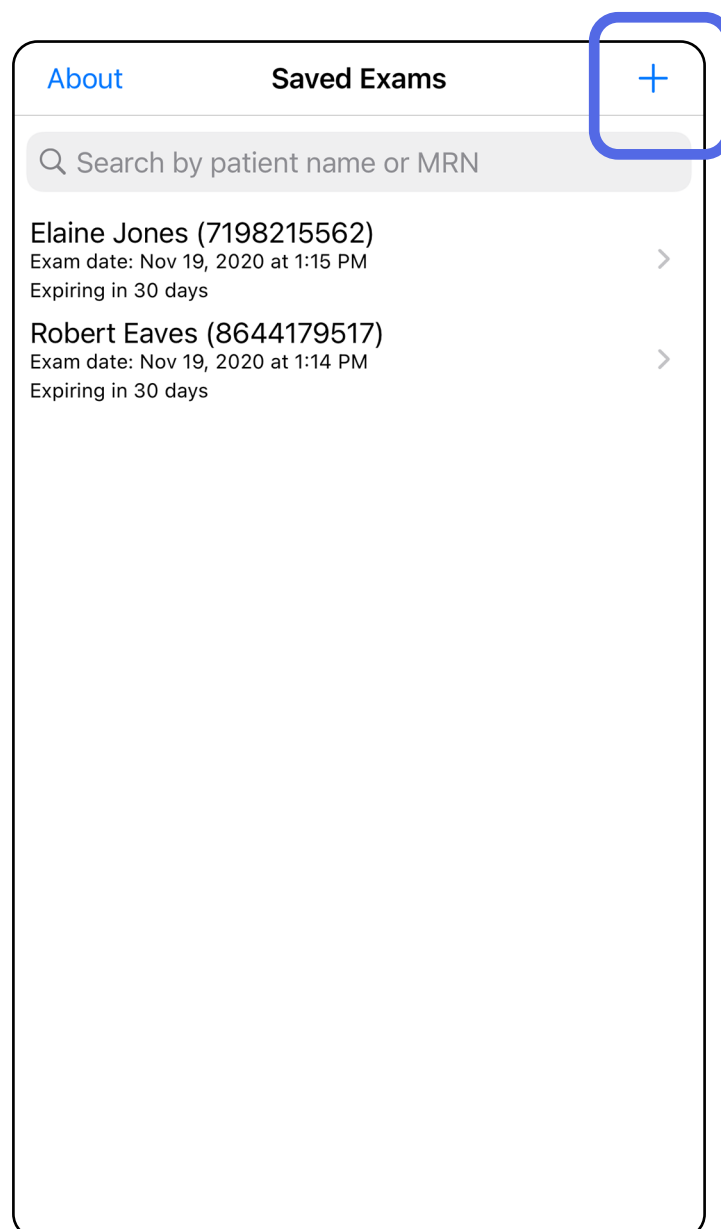 About Saved Exams +
Search by patient name or MRN
Elaine Jones (7198215562)
Exam date: Nov 19, 2020 at 1:15 PM
Expiring in 30 days
Robert Eaves (8644179517)
Exam date: Nov 19, 2020 at 1:14 PM
Expiring in 30 days